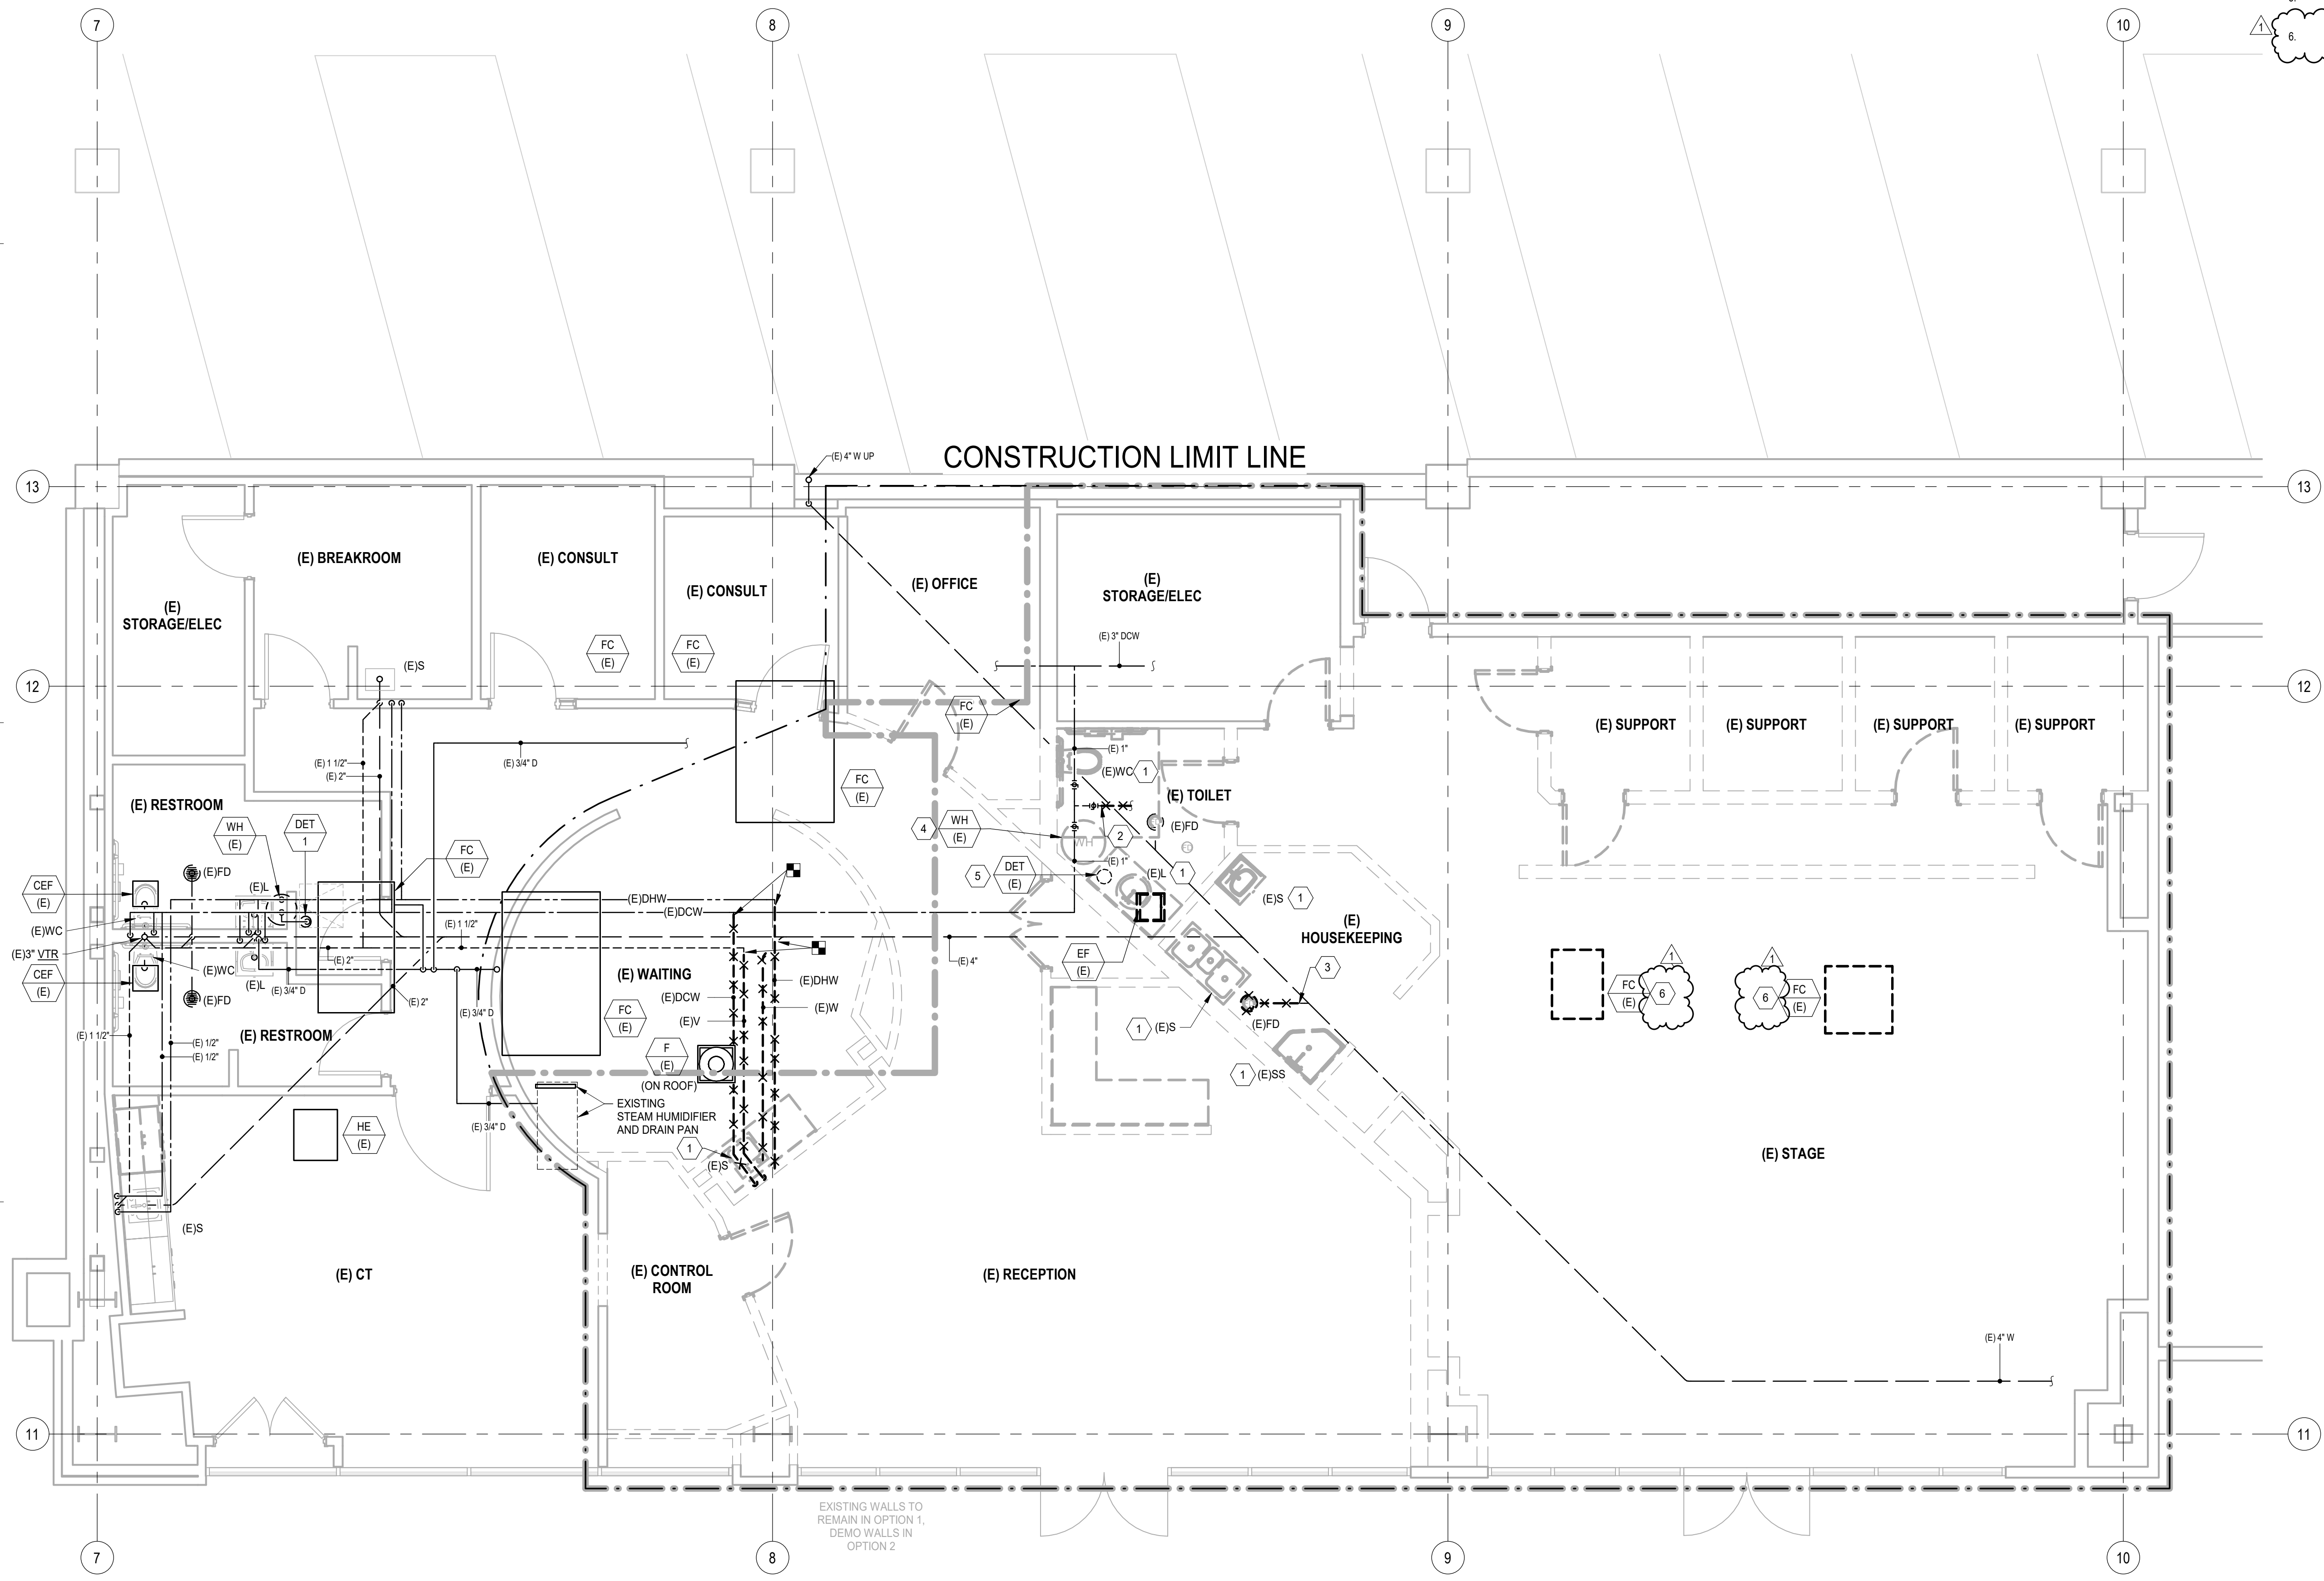 7
8
9
10
1
6.
CONSTRUCTION LIMIT LINE
(E) 4" W UP
13
13
(E) BREAKROOM
(E) CONSULT
(E) CONSULT
(E) OFFICE
(E)
STORAGE/ELEC
(E)
STORAGE/ELEC
(E) 3" DCW
FC
(E)
FC
(E)
(E)S
12
12
FC
(E)
(E) SUPPORT
(E) SUPPORT
(E) SUPPORT
(E) SUPPORT
(E) 1 1/2"
(E) 2"
(E) 3/4" D
(E) 1"
(E)WC
1
FC
(E)
(E) TOILET
(E) RESTROOM
WH
(E)
DET
1
4
WH
(E)
WH
2
(E)FD
FD
FC
(E)
(E) 1"
5
DET
(E)
(E)L
1
(E)FD
CEF
(E)
(E)L
(E)DHW
(E)DCW
(E)S
1
(E)WC
(E) 1 1/2"
(E)
HOUSEKEEPING
(E)3" VTR
(E) 2"
(E) 4"
EF
(E)
(E)WC
(E) WAITING
3
1
1
CEF
(E)
(E)L
(E) 3/4" D
(E)DHW
FC
(E)
6
6
FC
(E)
(E)FD
(E) 2"
(E)DCW
(E)W
(E) 3/4" D
FC
(E)
(E)V
1
(E)S
(E)FD
(E) 1 1/2"
(E) RESTROOM
(E) 1/2"
(E) 1/2"
F
(E)
(ON ROOF)
1
(E)SS
EXISTING
STEAM HUMIDIFIER
AND DRAIN PAN
HE
(E)
(E) 3/4" D
1
(E)S
(E) STAGE
(E)S
(E) CT
(E) CONTROL
ROOM
(E) RECEPTION
(E) 4" W
11
11
EXISTING WALLS TO
REMAIN IN OPTION 1,
DEMO WALLS IN
OPTION 2
7
8
9
10